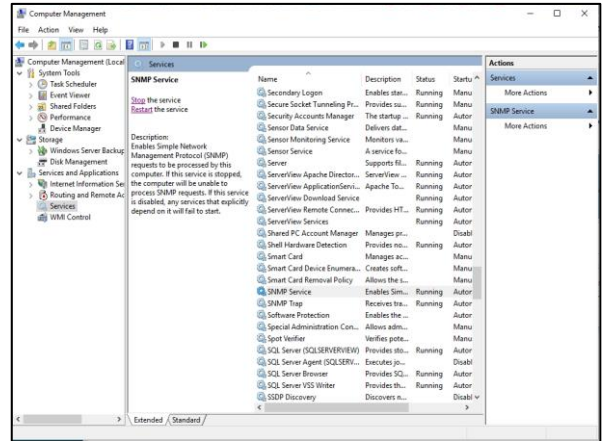 Computer Management
File Action View Help
Computer Management (Local
System Tools
Task Scheduler
Event Viewer
Shared Folders
Performance
Device Manager
Storage
Windows Server Backup
Disk Management
Services and Applications
Internet Information Se
Routing and Remote Ac
Services
WMI Control
Services
SNMP Service
Stop the service
Restart the service
Description:
Enables Simple Network
Management Protocol (SNMP)
requests to be processed by this
computer. If this service is stopped,
the computer will be unable to
process SNMP requests. If this service
is disabled, any services that explicitly
depend on it will fail to start.
Name Description Status Startu
Secondary Logon Enables star... Running Manu
Secure Socket Tunneling Pr... Provides su... Running Manu
Security Accounts Manager The startup ... Running Autor
Sensor Data Service Delivers dat... Manu
Sensor Monitoring Service Monitors va... Manu
Sensor Service A service fo... Manu
Server Supports fil... Running Autor
ServerView Apache Director... ServerView ... Running Autor
ServerView ApplicationServi... Apache To... Running Autor
ServerView Download Service Running Autor
ServerView Remote Connec... Provides HT... Running Autor
ServerView Services Running Autor
Shared PC Account Manager Manages pr... Disabl
Shell Hardware Detection Provides no... Running Autor
Smart Card Manages ac... Manu
Smart Card Device Enumera... Creates soft... Manu
Smart Card Removal Policy Allows the s... Manu
SNMP Service Enables Sim... Running Autor
SNMP Trap Receives tra... Running Autor
Software Protection Enables the ... Autor
Special Administration Con... Allows adm... Manu
Spot Verifier Verifies pote... Manu
SQL Server (SQLSERVERVIEW) Provides sto... Running Autor
SQL Server Agent (SQLSERV... Executes jo... Disabl
SQL Server Browser Provides SQ... Running Autor
SQL Server VSS Writer Provides th... Running Autor
SSDP Discovery Discovers n... Disabl
Extended Standard
Actions
Services
More Actions
SNMP Service
More Actions